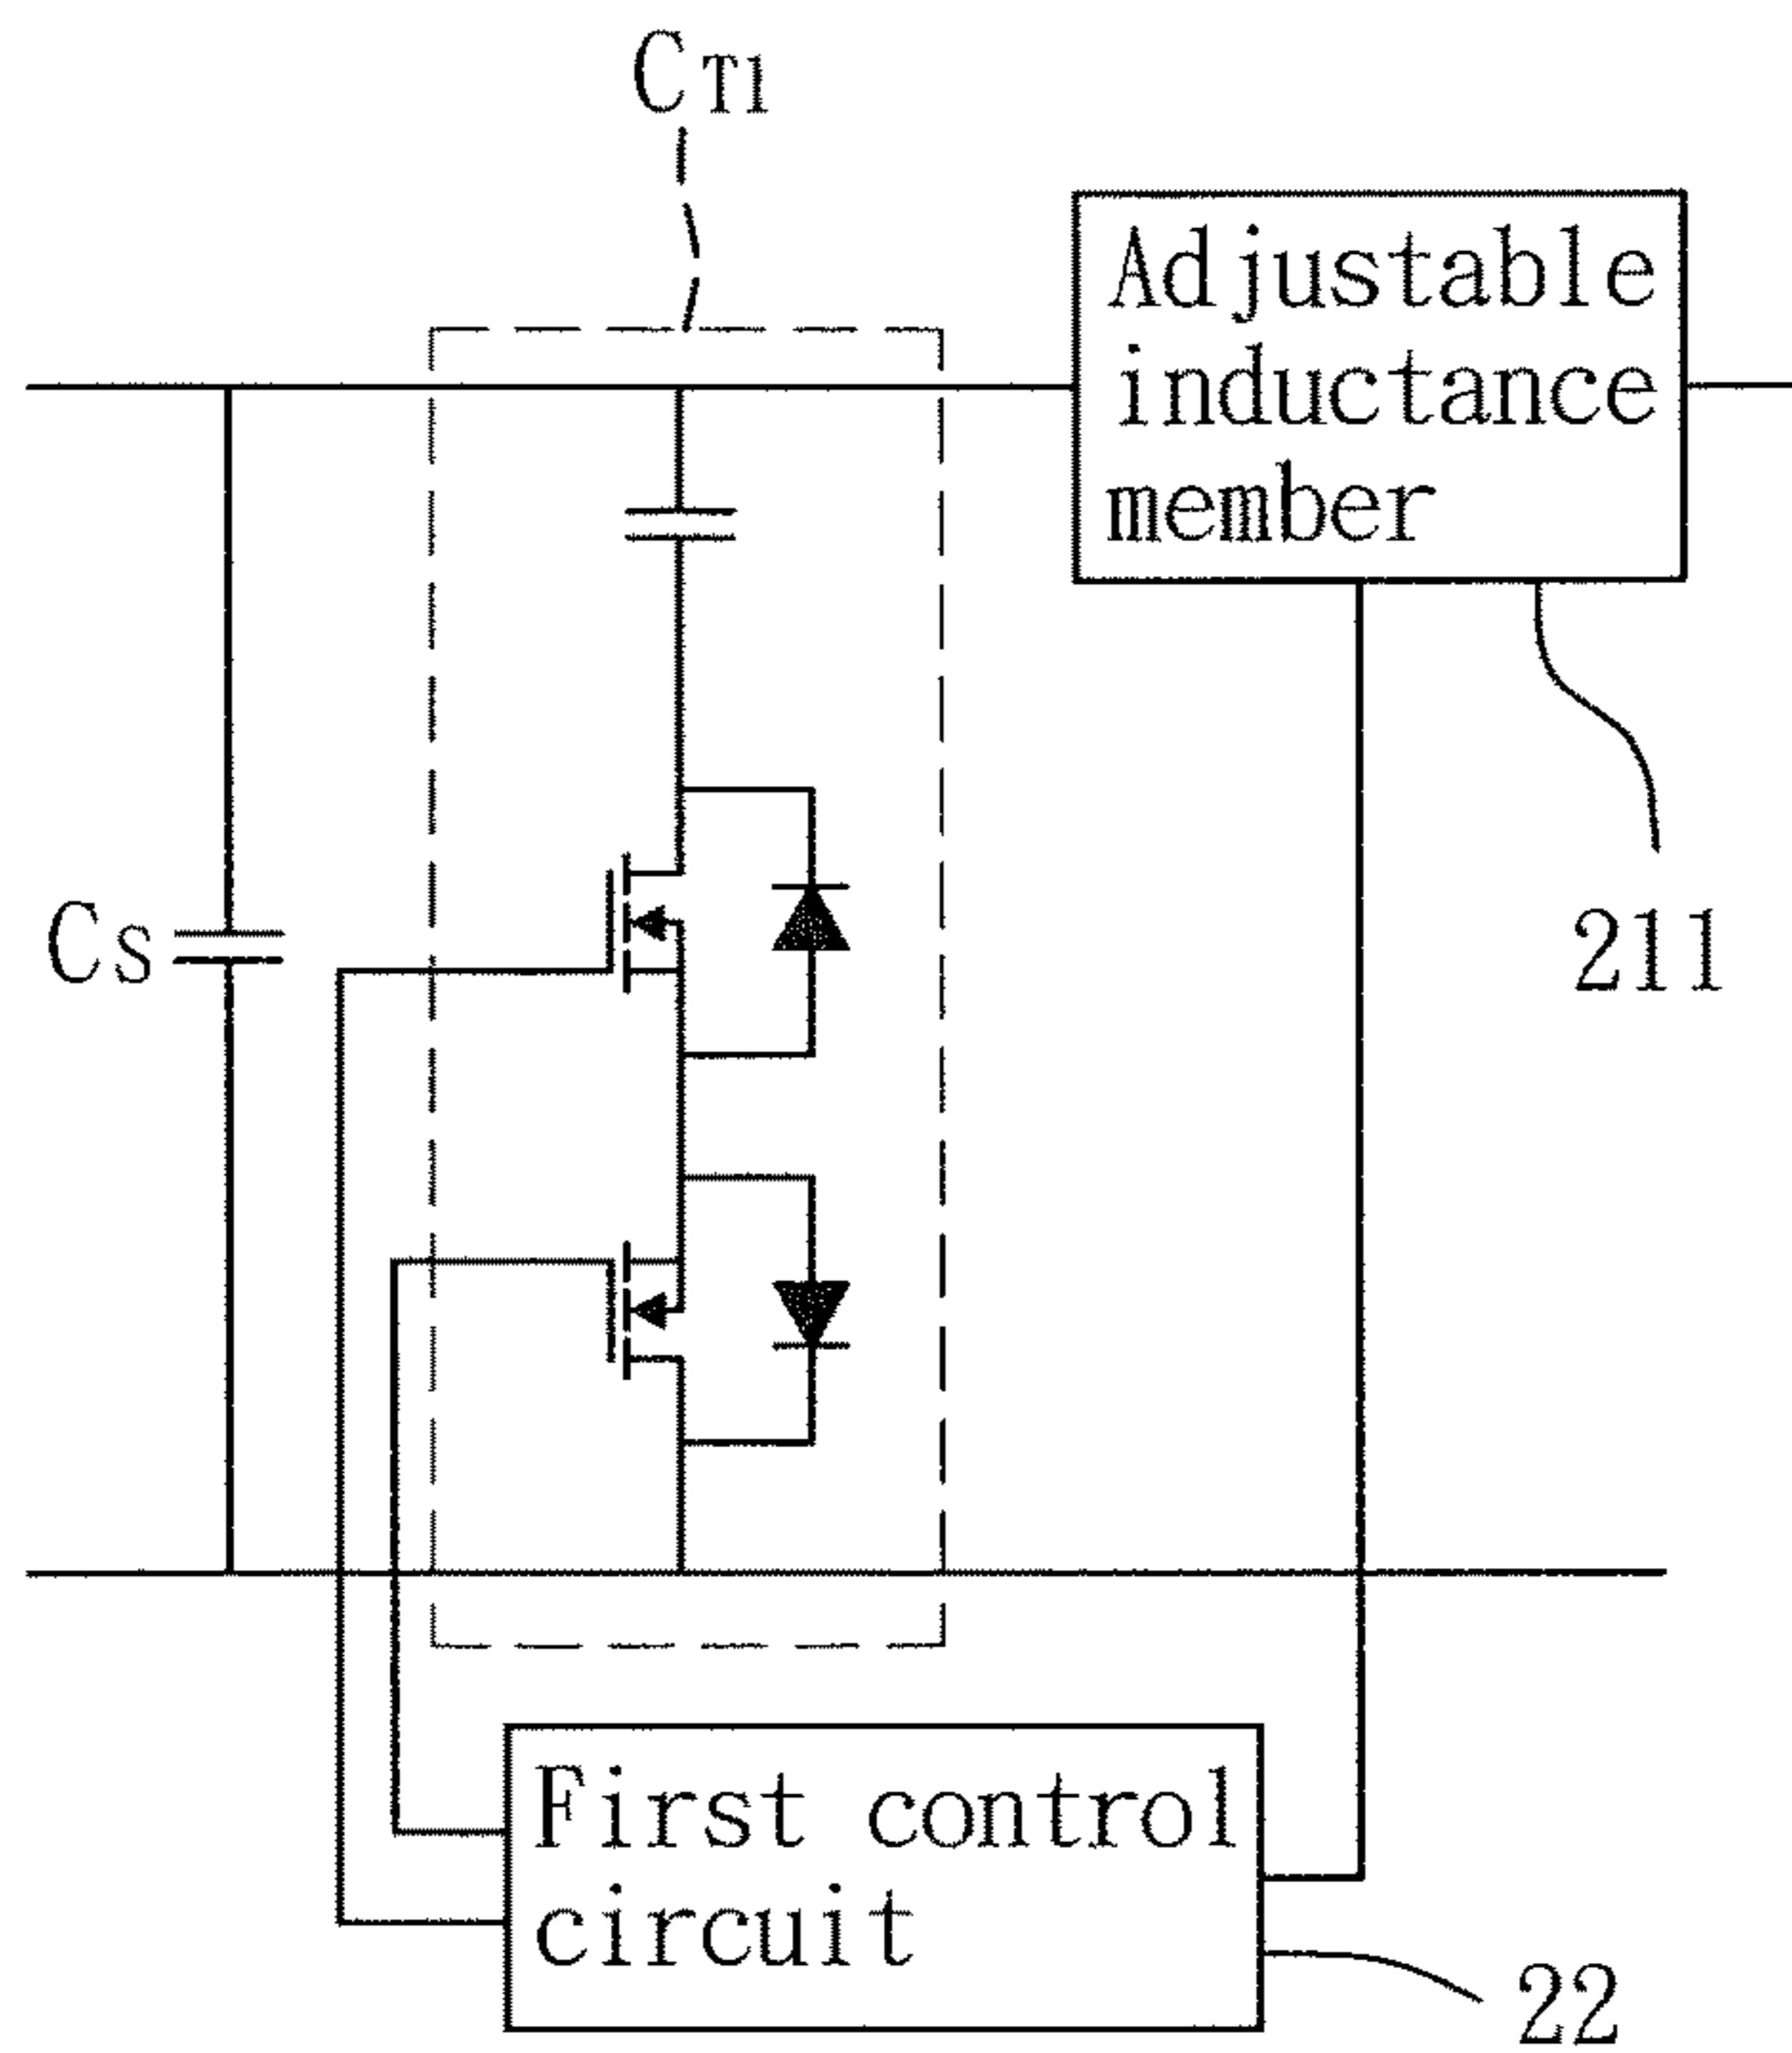 CT1
Adjustable
inductance
member
CS
211
First control
circuit
22